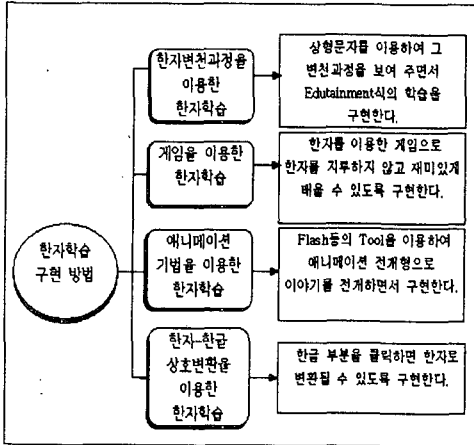 한자학습
구현 방법
한자변천과정을
이용한
한자학습
상형문자를 이용하여 그
변천과정을 보여 주면서
Edutainment식의 학습을
구현한다.
게임을 이용한
한자학습
한자를 이용한 게임으로
한자를 지루하지 않고 재미있게
배울 수 있도록 구현한다.
애니메이션
기법을 이용한
한자학습
Flash등의 Tool을 이용하여
애니메이션 전개형으로
이야기를 전개하면서 구현한다.
한자-한글
상호변환을
이용한
한자학습
한글 부분을 클릭하면 한자로
변환될 수 있도록 구현한다.